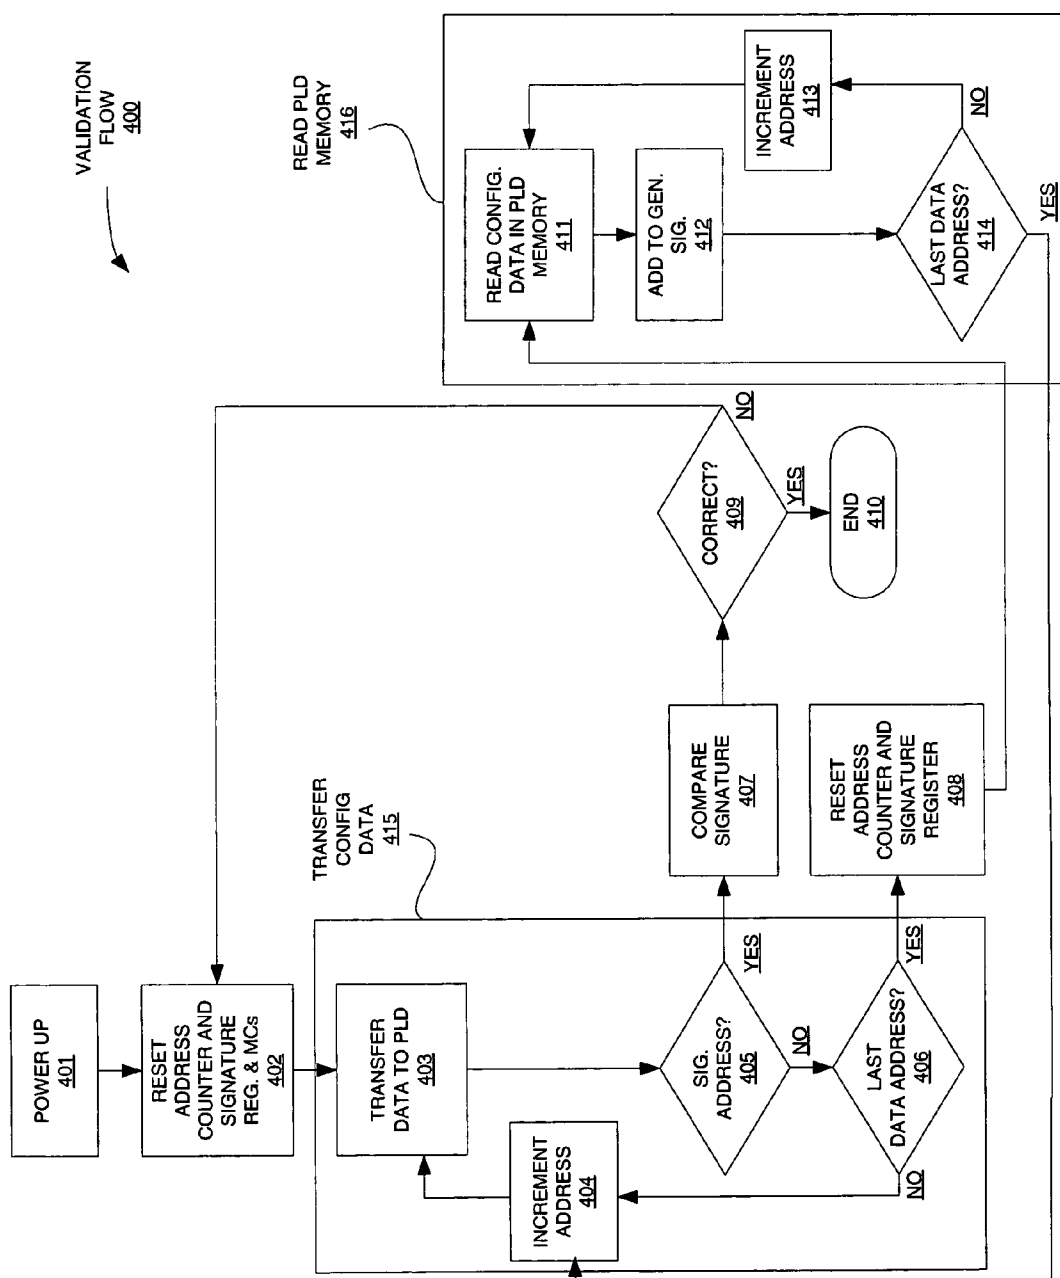 VALIDATION
FLOW
400
POWER UP
401
RESET
ADDRESS
COUNTER AND
SIGNATURE
REG. & MCs
402
TRANSFER
CONFIG
DATA
415
TRANSFER
DATA TO PLD
403
INCREMENT
ADDRESS
404
SIG.
ADDRESS?
405
YES
NO
LAST
DATA ADDRESS?
406
YES
NO
COMPARE
SIGNATURE
407
RESET
ADDRESS
COUNTER AND
SIGNATURE
REGISTER
408
CORRECT?
409
NO
YES
END
410
READ PLD
MEMORY
416
READ CONFIG.
DATA IN PLD
MEMORY
411
ADD TO GEN.
SIG.
412
INCREMENT
ADDRESS
413
LAST DATA
ADDRESS?
414
NO
YES